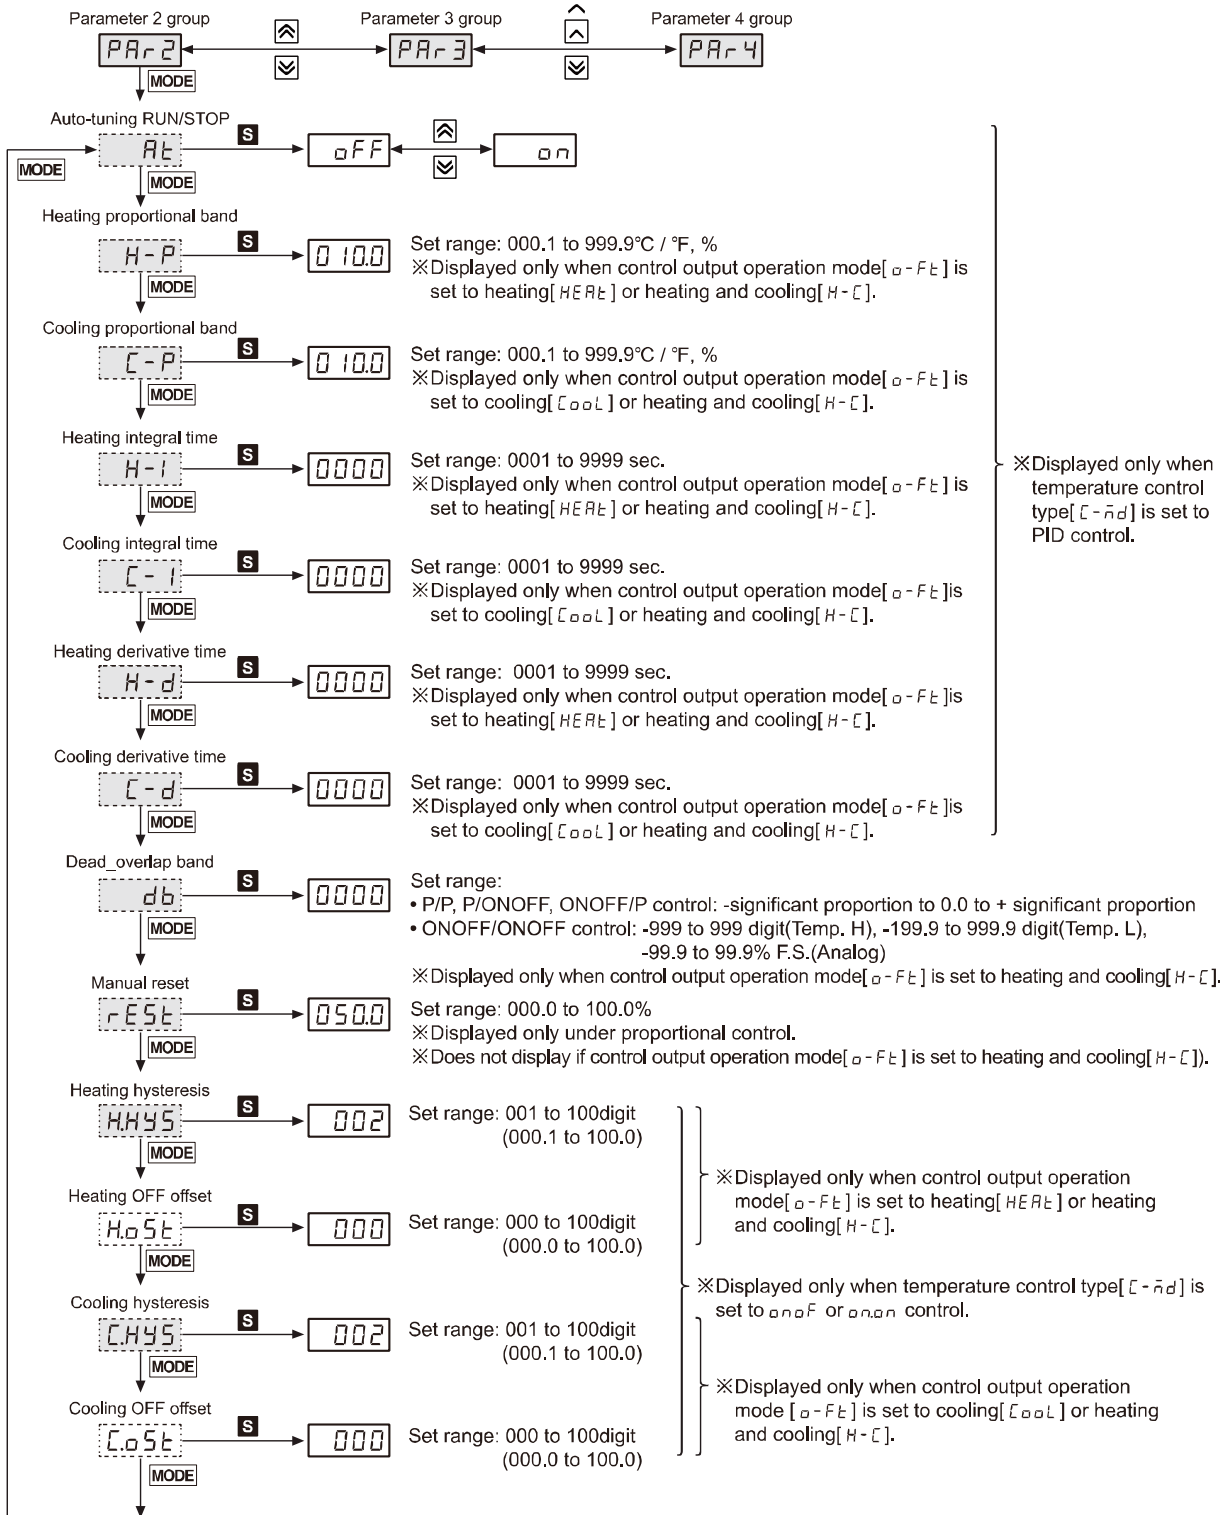 Parameter 2 group
Parameter 3 group
Parameter 4 group
PAr2
PAr3
PAr4
MODE
Auto-tuning RUN/STOP
At
S
oFF
on
MODE
MODE
Heating proportional band
H-P
S
010.0
Set range: 000.1 to 999.9°C / °F, %
※Displayed only when control output operation mode[o-Ft] is
set to heating[HEAt] or heating and cooling[H-C].
MODE
Cooling proportional band
C-P
S
010.0
Set range: 000.1 to 999.9°C / °F, %
※Displayed only when control output operation mode[o-Ft] is
set to cooling[CooL] or heating and cooling[H-C].
MODE
Heating integral time
H-I
S
0000
Set range: 0001 to 9999 sec.
※Displayed only when control output operation mode[o-Ft] is
set to heating[HEAt] or heating and cooling[H-C].
MODE
※Displayed only when
temperature control
type[C-md] is set to
PID control.
Cooling integral time
C-I
S
0000
Set range: 0001 to 9999 sec.
※Displayed only when control output operation mode[o-Ft]is
set to cooling[CooL] or heating and cooling[H-C].
MODE
Heating derivative time
H-d
S
0000
Set range: 0001 to 9999 sec.
※Displayed only when control output operation mode[o-Ft]is
set to heating[HEAt] or heating and cooling[H-C].
MODE
Cooling derivative time
C-d
S
0000
Set range: 0001 to 9999 sec.
※Displayed only when control output operation mode[o-Ft]is
set to cooling[CooL] or heating and cooling[H-C].
MODE
Dead_overlap band
db
S
0000
Set range:
• P/P, P/ONOFF, ONOFF/P control: -significant proportion to 0.0 to + significant proportion
• ONOFF/ONOFF control: -999 to 999 digit(Temp. H), -199.9 to 999.9 digit(Temp. L),
-99.9 to 99.9% F.S.(Analog)
※Displayed only when control output operation mode[o-Ft] is set to heating and cooling[H-C].
MODE
Manual reset
rESt
S
050.0
Set range: 000.0 to 100.0%
※Displayed only under proportional control.
※Does not display if control output operation mode[o-Ft] is set to heating and cooling[H-C]).
MODE
Heating hysteresis
H.HYS
S
002
Set range: 001 to 100digit
(000.1 to 100.0)
MODE
※Displayed only when control output operation
mode[o-Ft] is set to heating[HEAt] or heating
and cooling[H-C].
Heating OFF offset
H.oSt
S
000
Set range: 000 to 100digit
(000.0 to 100.0)
MODE
※Displayed only when temperature control type[C-md] is
set to onoF or on.on control.
Cooling hysteresis
C.HYS
S
002
Set range: 001 to 100digit
(000.1 to 100.0)
MODE
※Displayed only when control output operation
mode [o-Ft] is set to cooling[CooL] or heating
and cooling[H-C].
Cooling OFF offset
C.oSt
S
000
Set range: 000 to 100digit
(000.0 to 100.0)
MODE